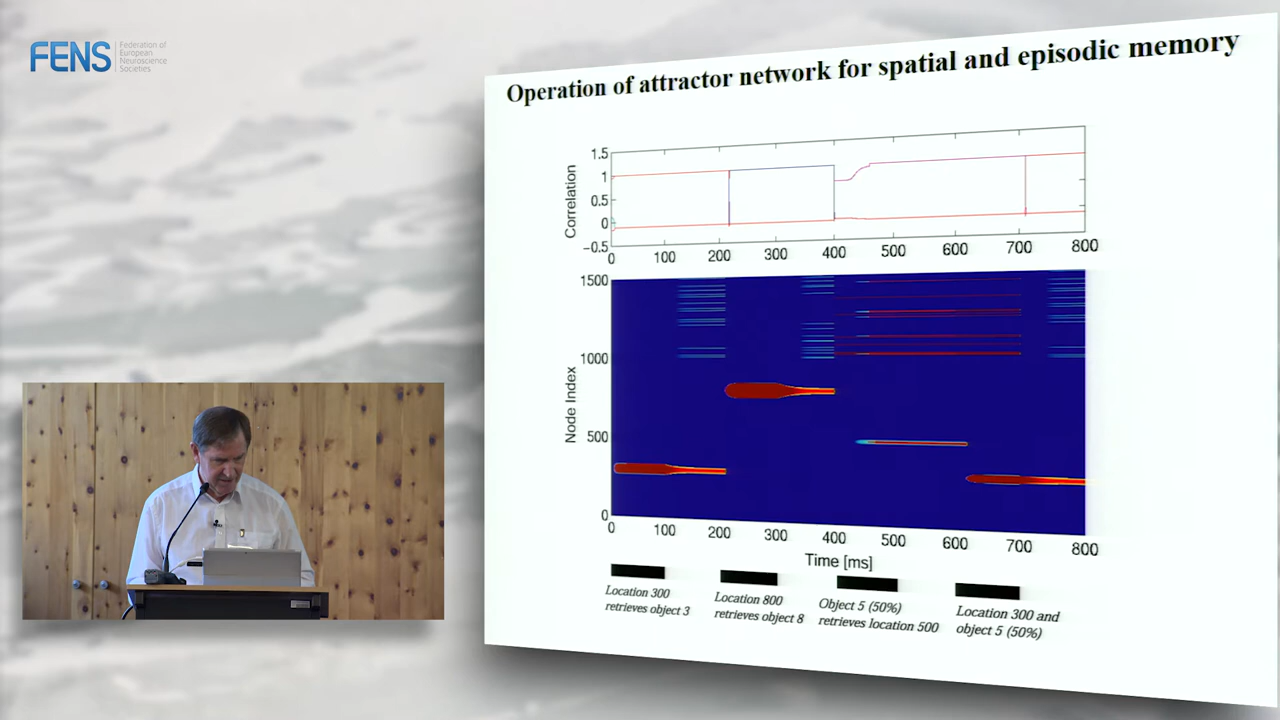 FENS
Federation of
European
Neuroscience
Societies
Operation of attractor network for spatial and episodic memory
Correlation
1.5
1
0.5
0
−0.5
0 100 200 300 400 500 600 700 800
Node Index
1500
1000
500
0
0 100 200 300 400 500 600 700 800
Time [ms]
Location 300
retrieves object 3
Location 800
retrieves object 8
Object 5 (50%)
retrieves location 500
Location 300 and
object 5 (50%)